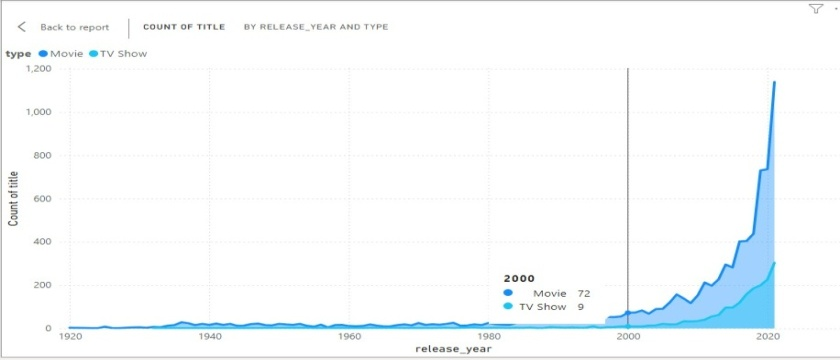 Back to report COUNT OF TITLE BY RELEASE_YEAR AND TYPE
type Movie TV Show
1,200
1,000
800
600
400
200
0
Count of title
2000
Movie 72
TV Show 9
1920 1940 1960 1980 2000 2020
release_year